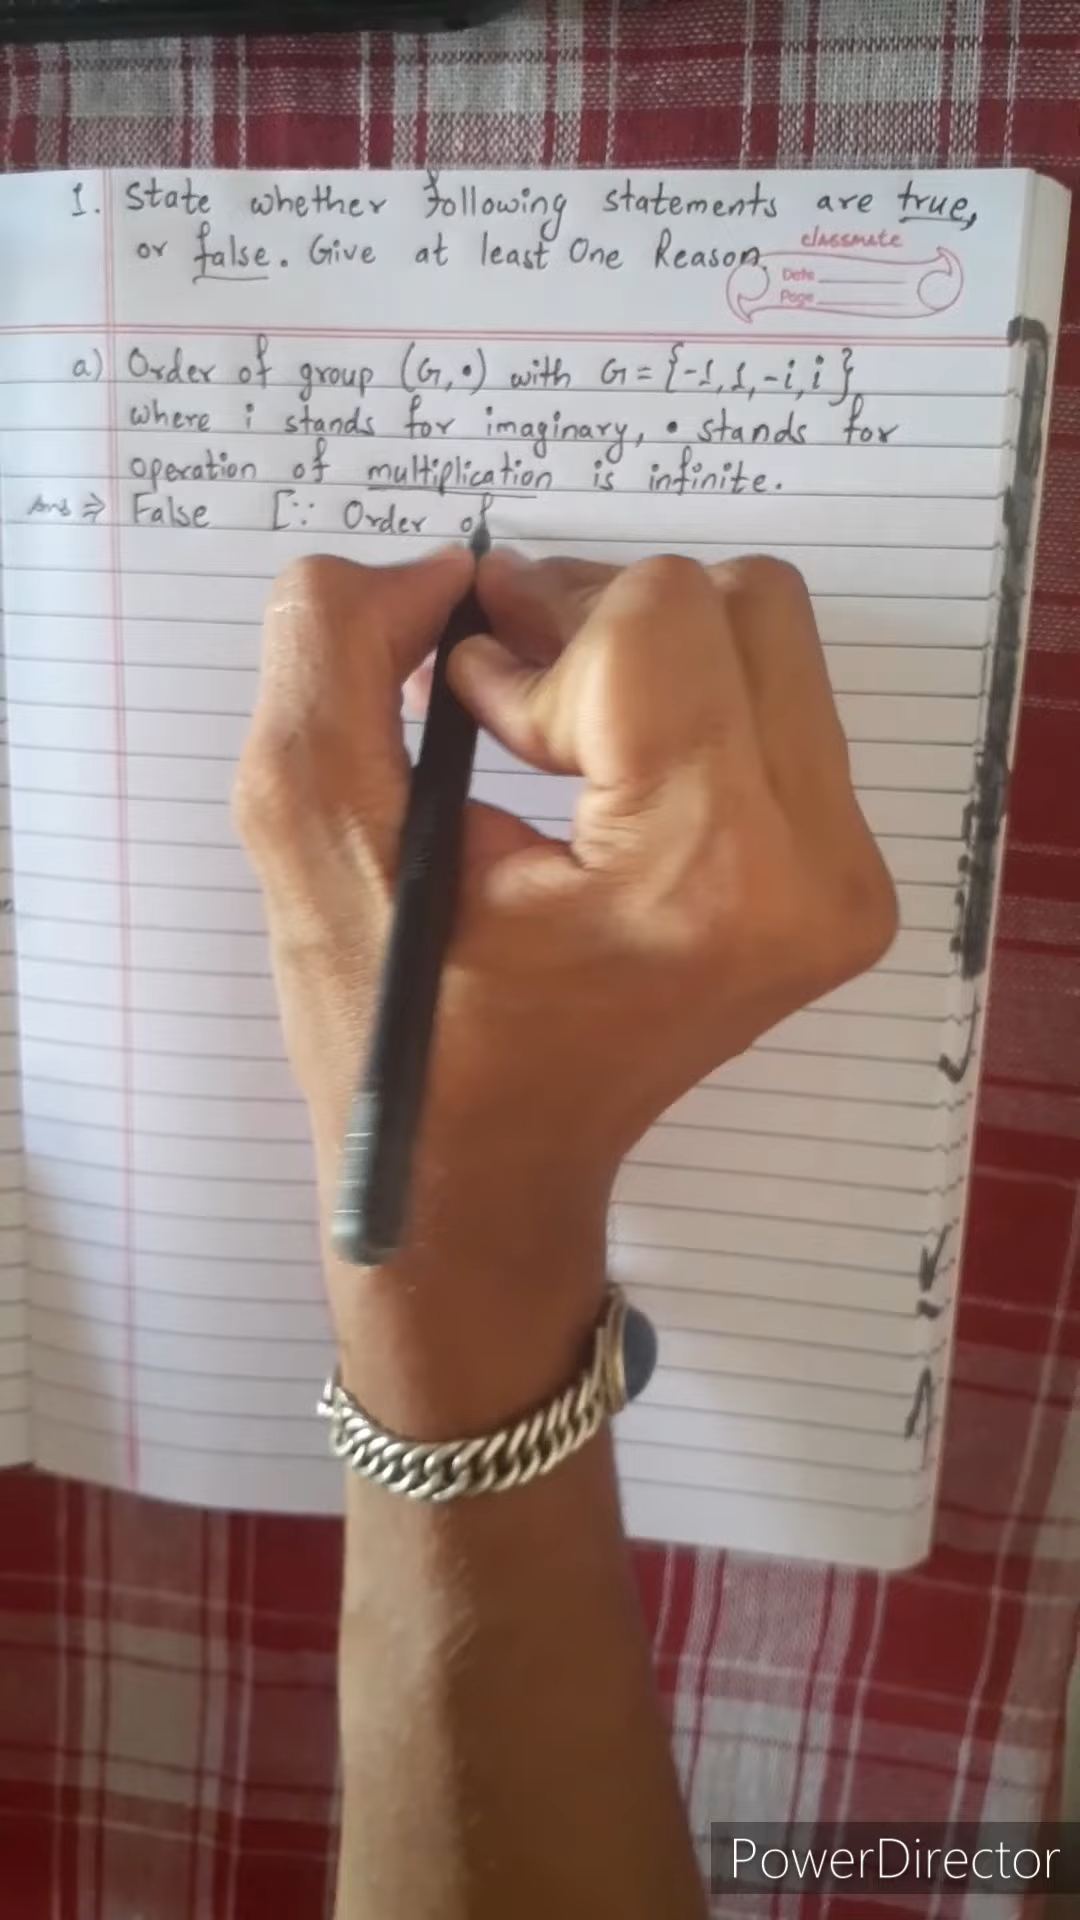 1. State whether following statements are true,
or false. Give at least One Reason.
classmate
Date
Page
a) Order of group (G, •) with G = {-1, 1, -i, i}
where i stands for imaginary, • stands for
operation of multiplication is infinite.
Ans ⇒ False [∵ Order of
PowerDirector